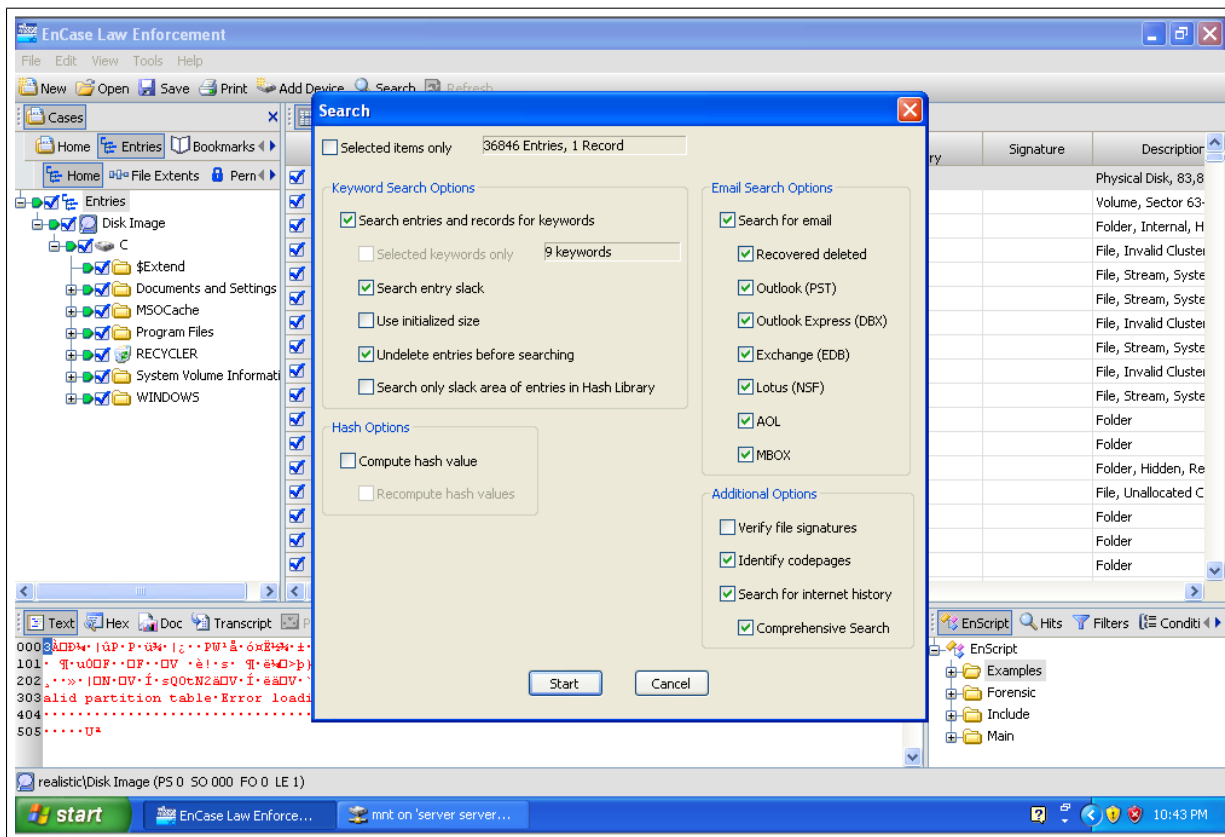 EnCase Law Enforcement
File Edit View Tools Help
New Open Save Print Add Device Search Refresh
Cases
Home Entries Bookmarks
Home File Extents Perm
Entries
Disk Image
C
$Extend
Documents and Settings
MSOCache
Program Files
RECYCLER
System Volume Informati
WINDOWS
ry Signature Description
Physical Disk, 83,8
Volume, Sector 63-
Folder, Internal, H
File, Invalid Cluster
File, Stream, Syste
File, Stream, Syste
File, Invalid Cluster
File, Stream, Syste
File, Invalid Cluster
File, Stream, Syste
Folder
Folder
Folder, Hidden, Re
File, Unallocated C
Folder
Folder
Folder
Search
Selected items only 36846 Entries, 1 Record
Keyword Search Options
Search entries and records for keywords
Selected keywords only 9 keywords
Search entry slack
Use initialized size
Undelete entries before searching
Search only slack area of entries in Hash Library
Hash Options
Compute hash value
Recompute hash values
Email Search Options
Search for email
Recovered deleted
Outlook (PST)
Outlook Express (DBX)
Exchange (EDB)
Lotus (NSF)
AOL
MBOX
Additional Options
Verify file signatures
Identify codepages
Search for internet history
Comprehensive Search
Start Cancel
Text Hex Doc Transcript
000
101
202
303 alid partition table Error loadi
404
505
EnScript Hits Filters Conditi
EnScript
Examples
Forensic
Include
Main
realistic\Disk Image (PS 0 SO 000 FO 0 LE 1)
start EnCase Law Enforce... mnt on 'server server... 10:43 PM